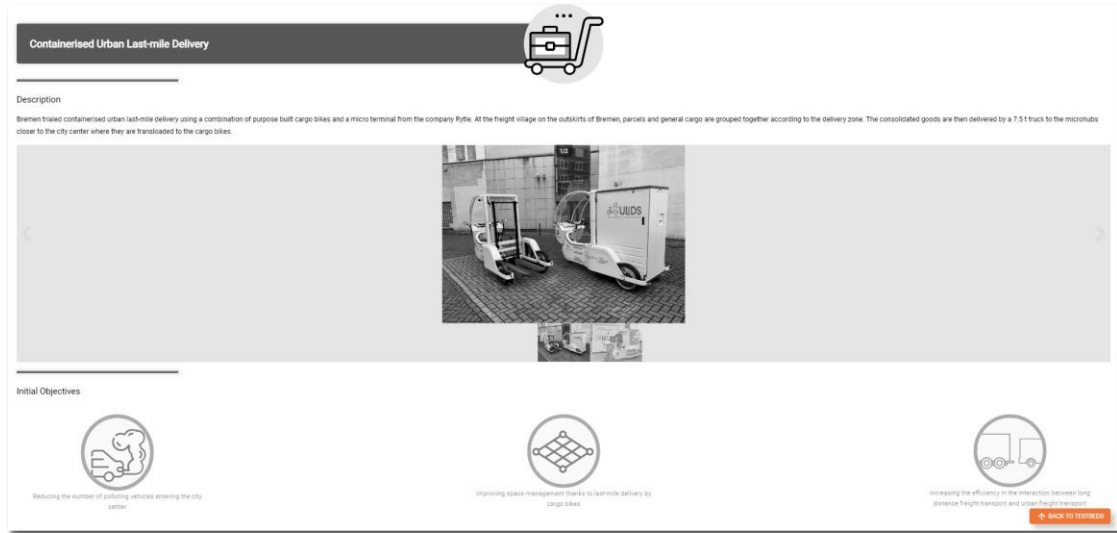 Containerised Urban Last-mile Delivery
Description
Bremen trialed containerised urban last-mile delivery using a combination of purpose built cargo bikes and a micro terminal from the company Rytle. At the freight village on the outskirts of Bremen, parcels and general cargo are grouped together according to the delivery zone. The consolidated goods are then delivered by a 7.5 t truck to the microhubs
closer to the city center where they are transloaded to the cargo bikes.
1/2
ULaaDS
Initial Objectives
Reducing the number of polluting vehicles entering the city
center
Improving space management thanks to last-mile delivery by
cargo bikes
Increasing the efficiency in the interaction between long
distance freight transport and urban freight transport
BACK TO TESTBEDS